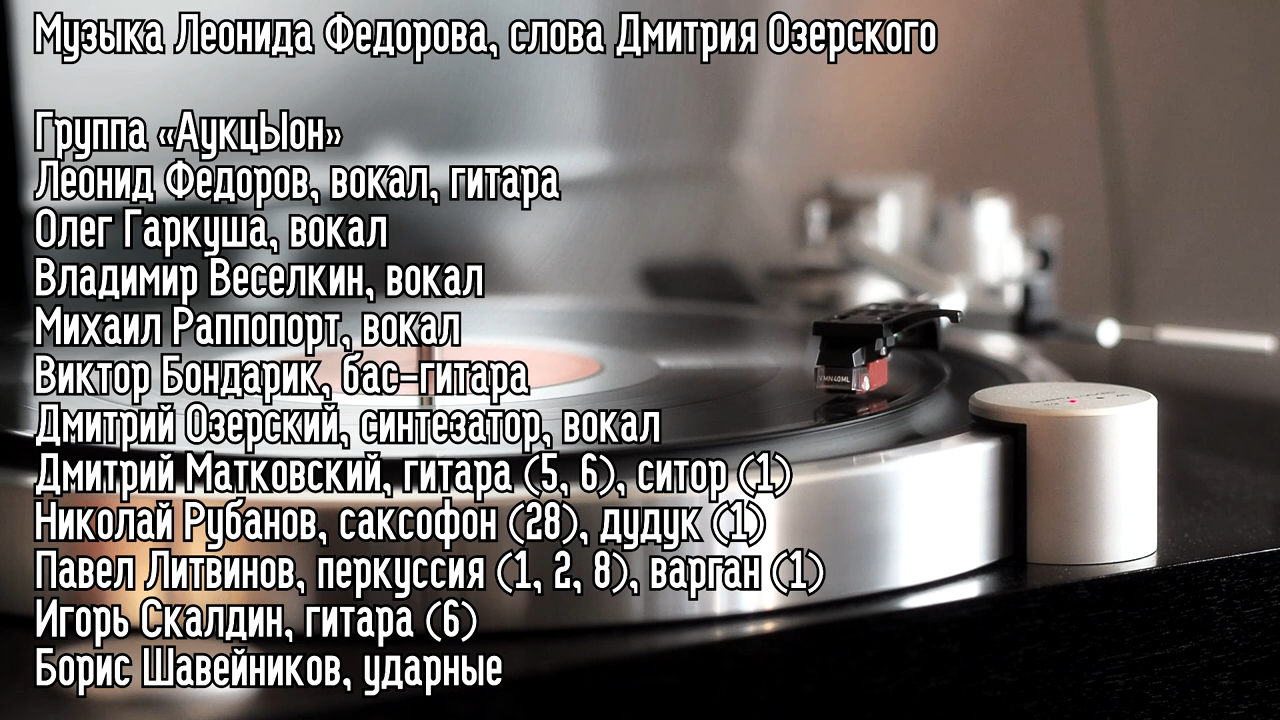 Музыка Леонида Федорова, слова Дмитрия Озерского
Группа «АукцЫон»
Леонид Федоров, вокал, гитара
Олег Гаркуша, вокал
Владимир Веселкин, вокал
Михаил Раппопорт, вокал
Виктор Бондарик, бас-гитара
Дмитрий Озерский, синтезатор, вокал
Дмитрий Матковский, гитара (5, 6), ситор (1)
Николай Рубанов, саксофон (28), дудук (1)
Павел Литвинов, перкуссия (1, 2, 8), варган (1)
Игорь Скалдин, гитара (6)
Борис Шавейников, ударные
VMN40ML